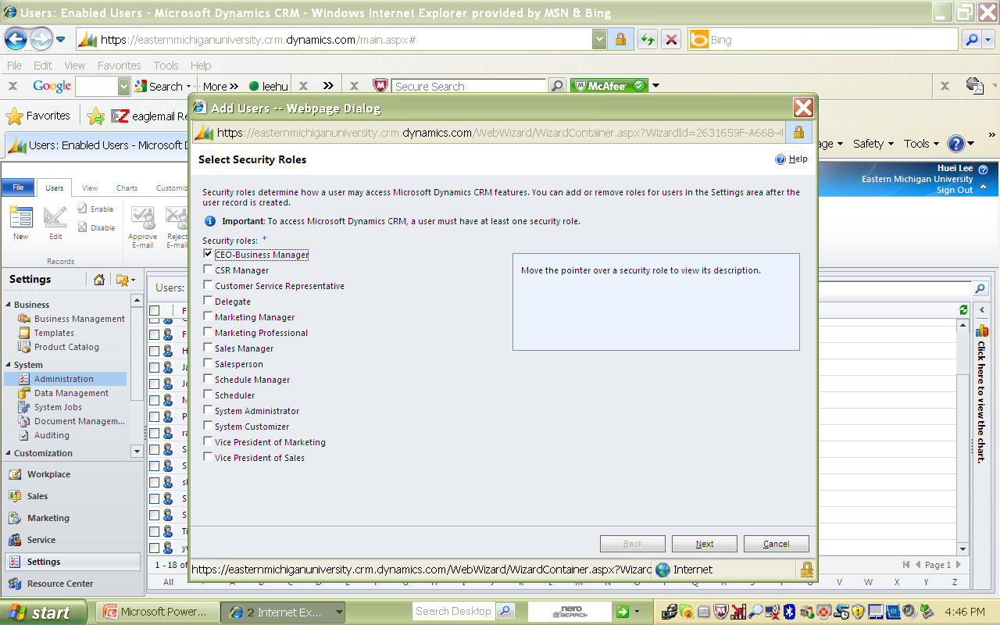 Users: Enabled Users - Microsoft Dynamics CRM - Windows Internet Explorer provided by MSN & Bing
https://easternmichiganuniversity.crm.dynamics.com/main.aspx#
Bing
File Edit View Favorites Tools Help
Google Search More >> leehu Secure Search McAfee
Favorites eaglemail Re
Users: Enabled Users - Microsoft D
age Safety Tools
Add Users -- Webpage Dialog
https://easternmichiganuniversity.crm.dynamics.com/WebWizard/WizardContainer.aspx?WizardId=2631659F-A66B-4
Select Security Roles
Help
Security roles determine how a user may access Microsoft Dynamics CRM features. You can add or remove roles for users in the Settings area after the
user record is created.
Important: To access Microsoft Dynamics CRM, a user must have at least one security role.
Security roles: +
CEO-Business Manager
CSR Manager
Customer Service Representative
Delegate
Marketing Manager
Marketing Professional
Sales Manager
Salesperson
Schedule Manager
Scheduler
System Administrator
System Customizer
Vice President of Marketing
Vice President of Sales
Move the pointer over a security role to view its description.
Back Next Cancel
https://easternmichiganuniversity.crm.dynamics.com/WebWizard/WizardContainer.aspx?Wizard
Internet
Huei Lee
Eastern Michigan University
Sign Out
File Users View Charts Customiz
New Edit Enable Disable
Approve E-mail Reject E-mail
Records
Settings
Business
Business Management
Templates
Product Catalog
System
Administration
Data Management
System Jobs
Document Managem...
Auditing
Customization
Workplace
Sales
Marketing
Service
Settings
Resource Center
Users:
F
F
H
Ja
Jo
M
P
ra
S
S
sl
S
S
Ti
1 - 18 of
Page 1
All
V W X Y Z
Click here to view the chart.
start
Microsoft Power...
2 Internet Ex...
Search Desktop
nero
@SEARCH
4:46 PM